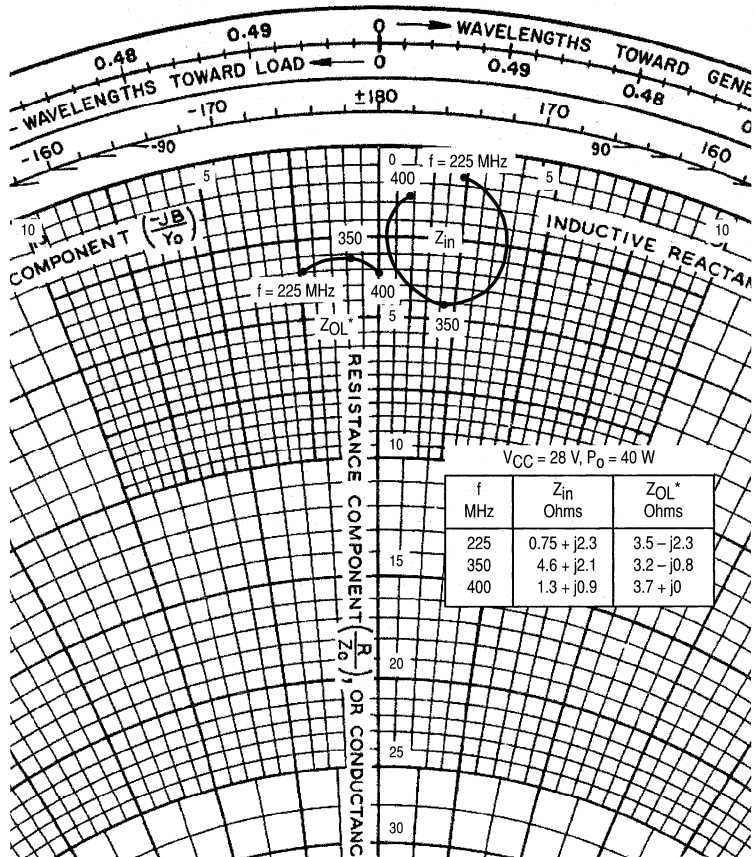 0.48 0.49 0 → WAVELENGTHS TOWARD GENE
- WAVELENGTHS TOWARD LOAD ← 0 0.49 0.48
-160 -170 ±180 170 160
-90 90
10 5 0 5 10
COMPONENT (-JB/Yo)
INDUCTIVE REACTAN
f = 225 MHz
400
Zin
350
350
f = 225 MHz
400
ZOL*
5
RESISTANCE COMPONENT (R/Zo), OR CONDUCTANC
10
15
20
25
30
VCC = 28 V, Po = 40 W
f MHz Zin Ohms ZOL* Ohms
225 0.75 + j2.3 3.5 – j2.3
350 4.6 + j2.1 3.2 – j0.8
400 1.3 + j0.9 3.7 + j0